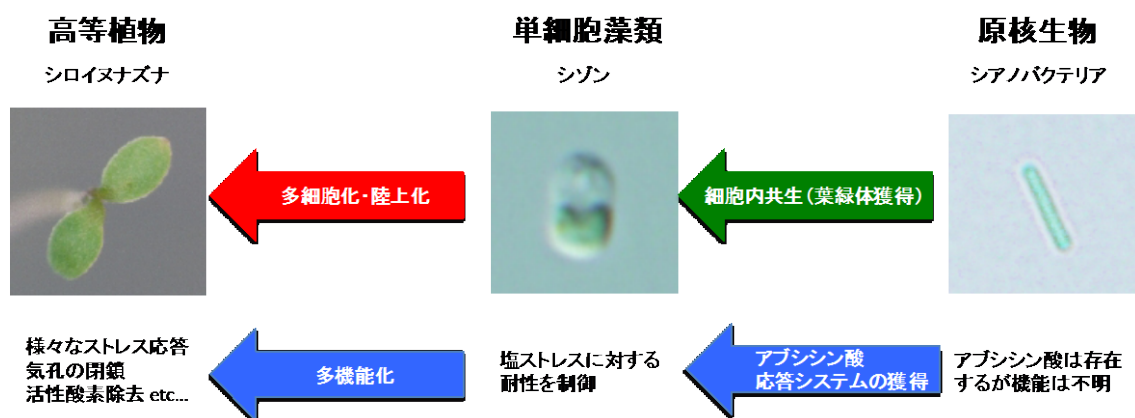 高等植物
単細胞藻類
原核生物
シロイヌナズナ
シゾン
シアノバクテリア
多細胞化・陸上化
細胞内共生（葉緑体獲得）
様々なストレス応答
気孔の閉鎖
活性酸素除去 etc...
多機能化
塩ストレスに対する
耐性を制御
アブシシン酸
応答システムの獲得
アブシシン酸は存在
するが機能は不明